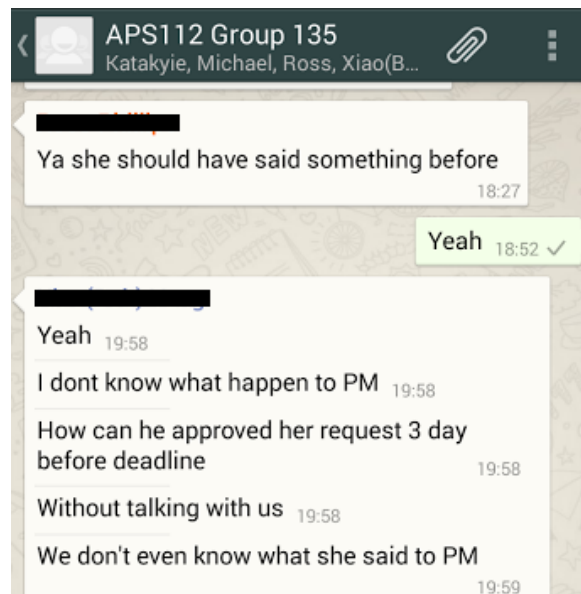 APS112 Group 135
Katakyie, Michael, Ross, Xiao(B...
Ya she should have said something before
18:27
Yeah 18:52
Yeah 19:58
I dont know what happen to PM 19:58
How can he approved her request 3 day
before deadline 19:58
Without talking with us 19:58
We don't even know what she said to PM
19:59